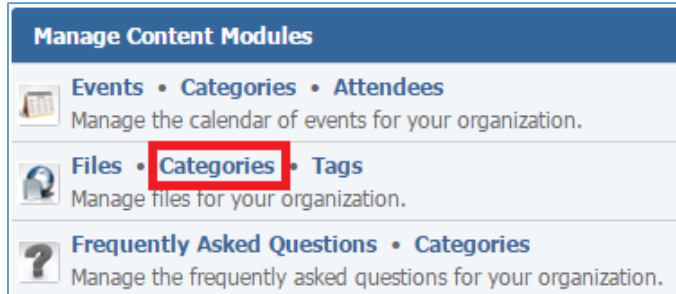 Manage Content Modules
Events • Categories • Attendees
Manage the calendar of events for your organization.
Files • Categories • Tags
Manage files for your organization.
Frequently Asked Questions • Categories
Manage the frequently asked questions for your organization.